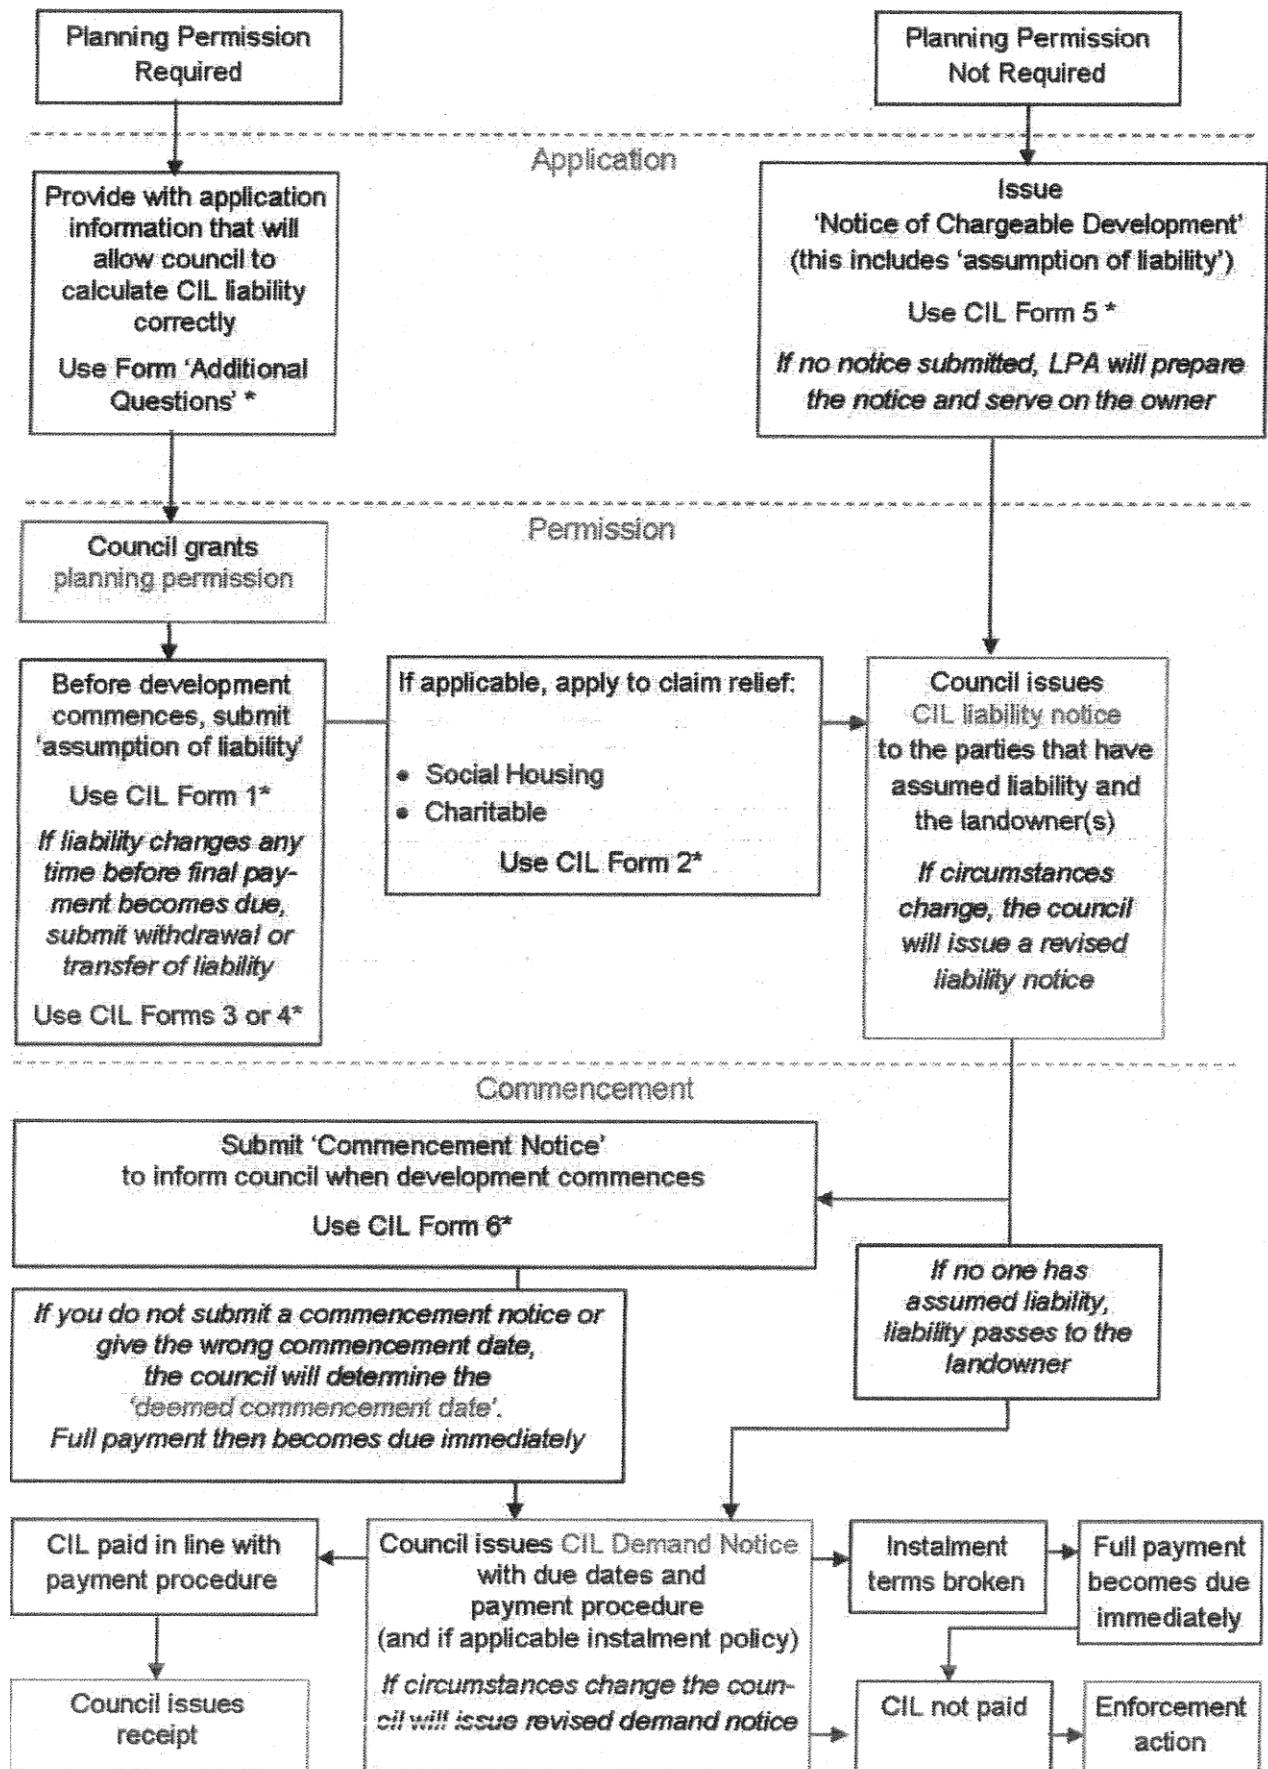 Planning Permission
Required
Planning Permission
Not Required
Application
Provide with application
information that will
allow council to
calculate CIL liability
correctly
Use Form ‘Additional
Questions’ *
Issue
‘Notice of Chargeable Development’
(this includes ‘assumption of liability’)
Use CIL Form 5 *
If no notice submitted, LPA will prepare
the notice and serve on the owner
Permission
Council grants
planning permission
Before development
commences, submit
‘assumption of liability’
Use CIL Form 1*
If liability changes any
time before final pay-
ment becomes due,
submit withdrawal or
transfer of liability
Use CIL Forms 3 or 4*
If applicable, apply to claim relief:
• Social Housing
• Charitable
Use CIL Form 2*
Council issues
CIL liability notice
to the parties that have
assumed liability and
the landowner(s)
If circumstances
change, the council
will issue a revised
liability notice
Commencement
Submit ‘Commencement Notice’
to inform council when development commences
Use CIL Form 6*
If no one has
assumed liability,
liability passes to the
landowner
If you do not submit a commencement notice or
give the wrong commencement date,
the council will determine the
‘deemed commencement date’.
Full payment then becomes due immediately
CIL paid in line with
payment procedure
Council issues CIL Demand Notice
with due dates and
payment procedure
(and if applicable instalment policy)
If circumstances change the coun-
cil will issue revised demand notice
Instalment
terms broken
Full payment
becomes due
immediately
Council issues
receipt
CIL not paid
Enforcement
action